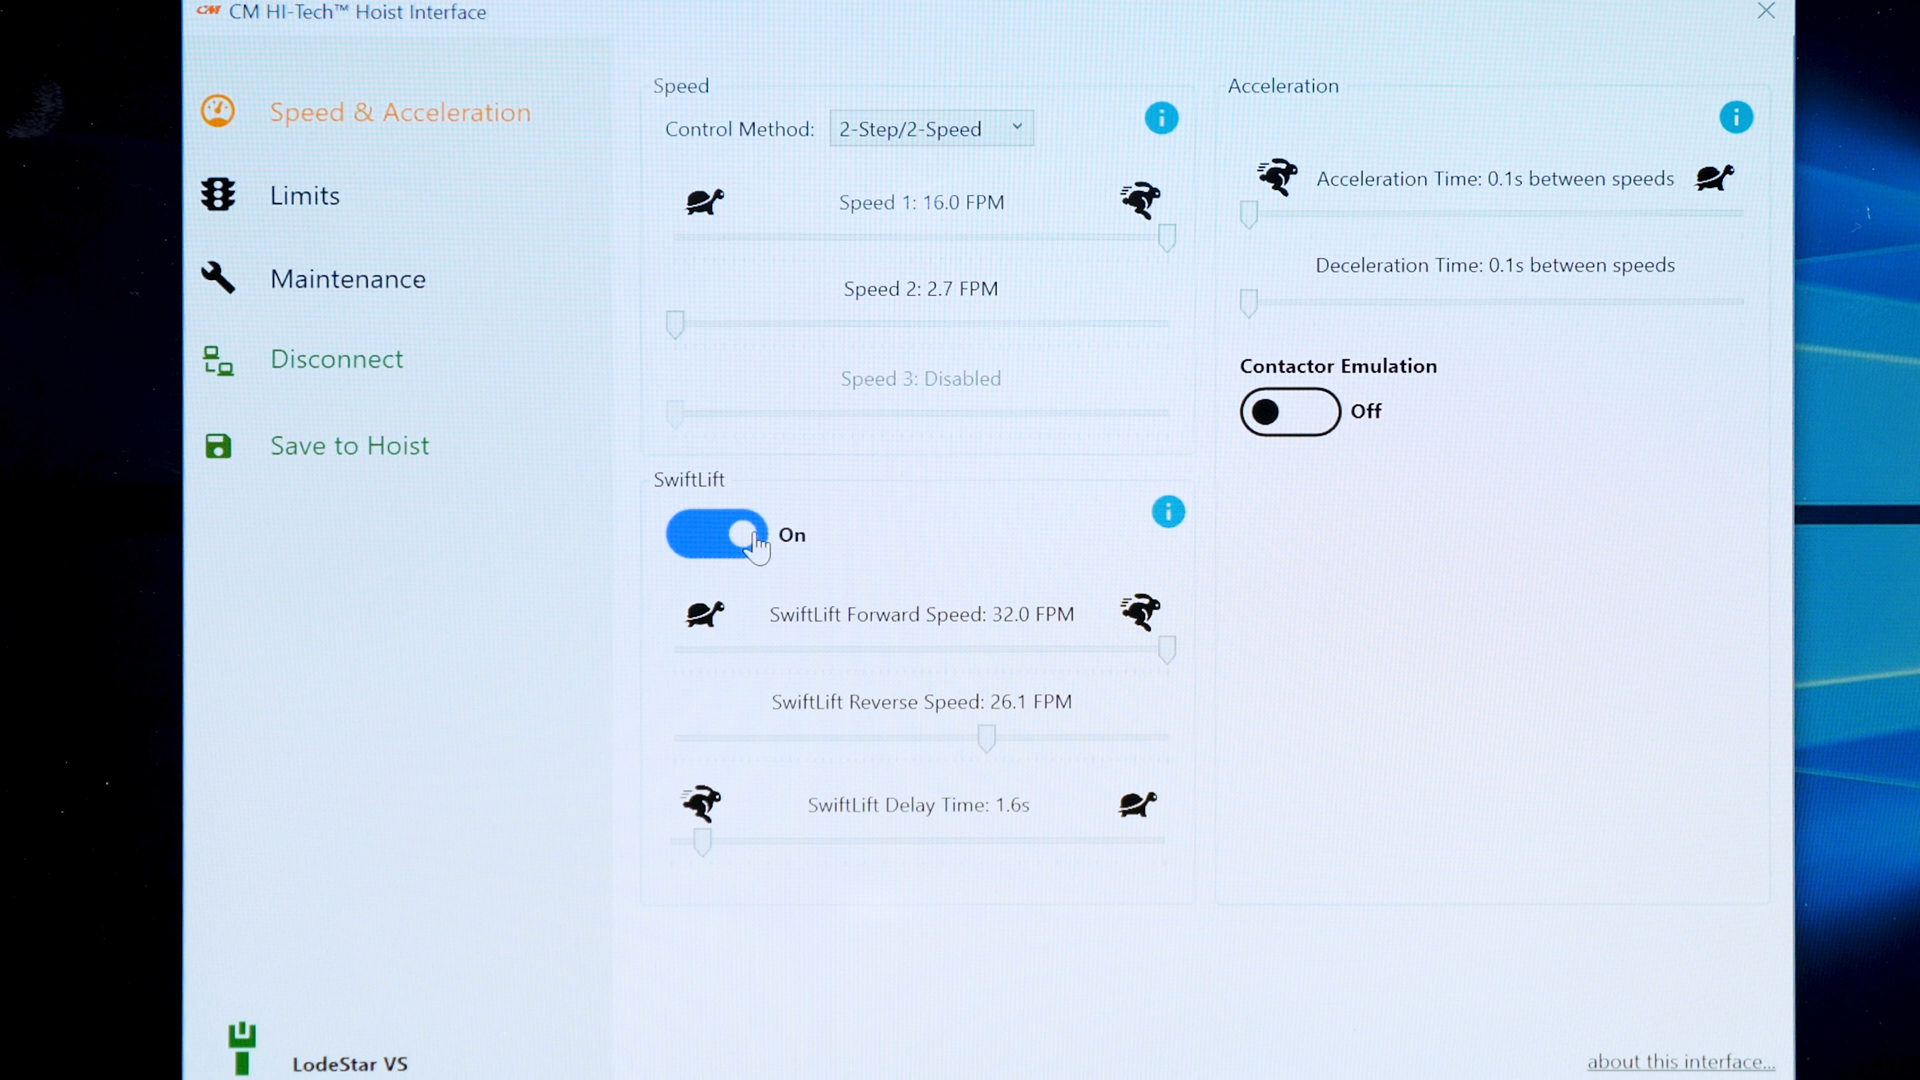 CM CM HI-Tech™ Hoist Interface
Speed & Acceleration
Limits
Maintenance
Disconnect
Save to Hoist
LodeStar VS
Speed
Control Method: 2-Step/2-Speed
Speed 1: 16.0 FPM
Speed 2: 2.7 FPM
Speed 3: Disabled
SwiftLift
On
SwiftLift Forward Speed: 32.0 FPM
SwiftLift Reverse Speed: 26.1 FPM
SwiftLift Delay Time: 1.6s
Acceleration
Acceleration Time: 0.1s between speeds
Deceleration Time: 0.1s between speeds
Contactor Emulation
Off
about this interface...